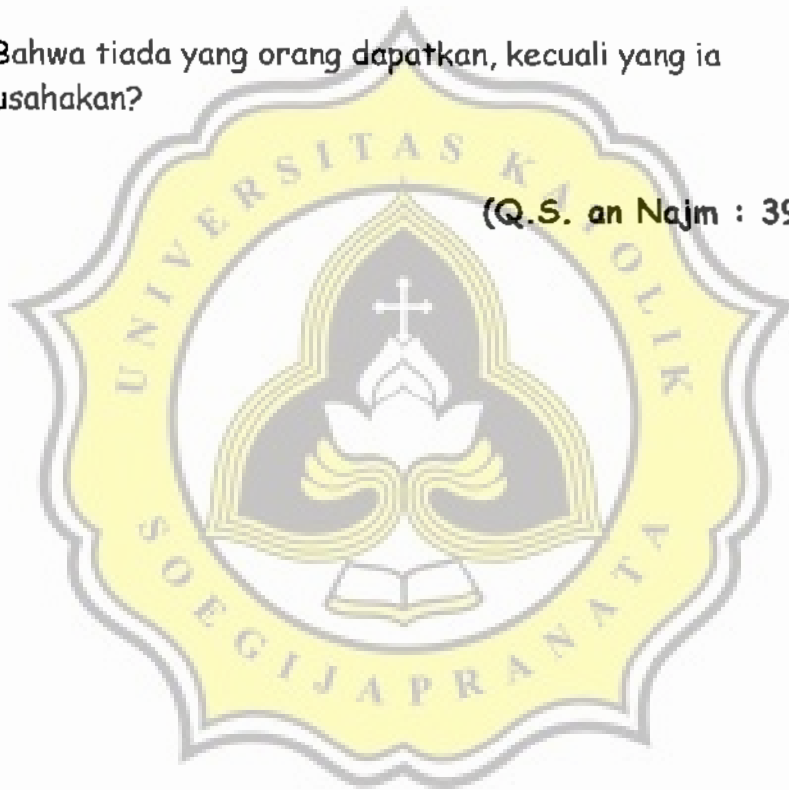 Bahwa tiada yang orang dapatkan, kecuali yang ia
usahakan?
(Q.S. an Najm : 39
UNIVERSITAS KATOLIK
SOEGIJAPRANATA